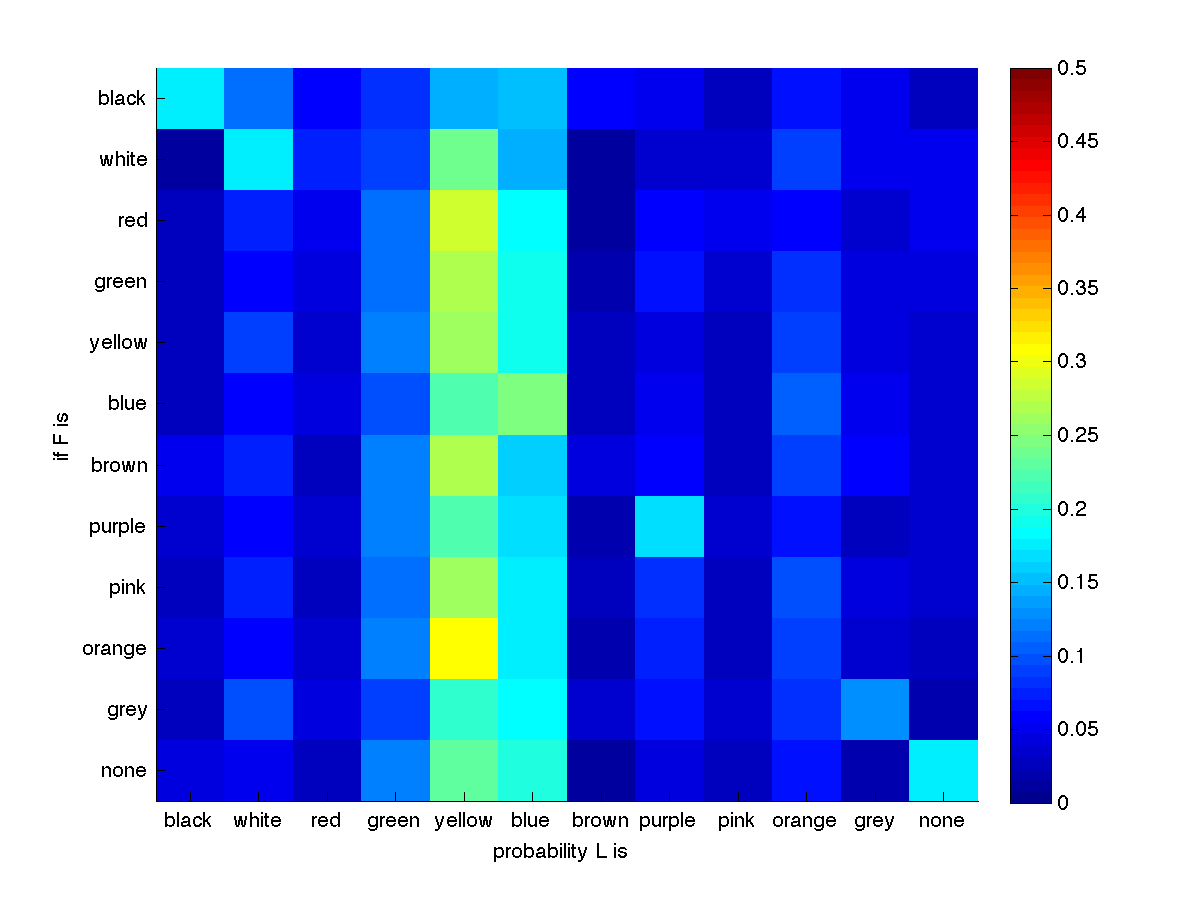 black
white
red
green
yellow
blue
brown
purple
pink
orange
grey
none
if F is
black white red green yellow blue brown purple pink orange grey none
probability L is
0.5
0.45
0.4
0.35
0.3
0.25
0.2
0.15
0.1
0.05
0